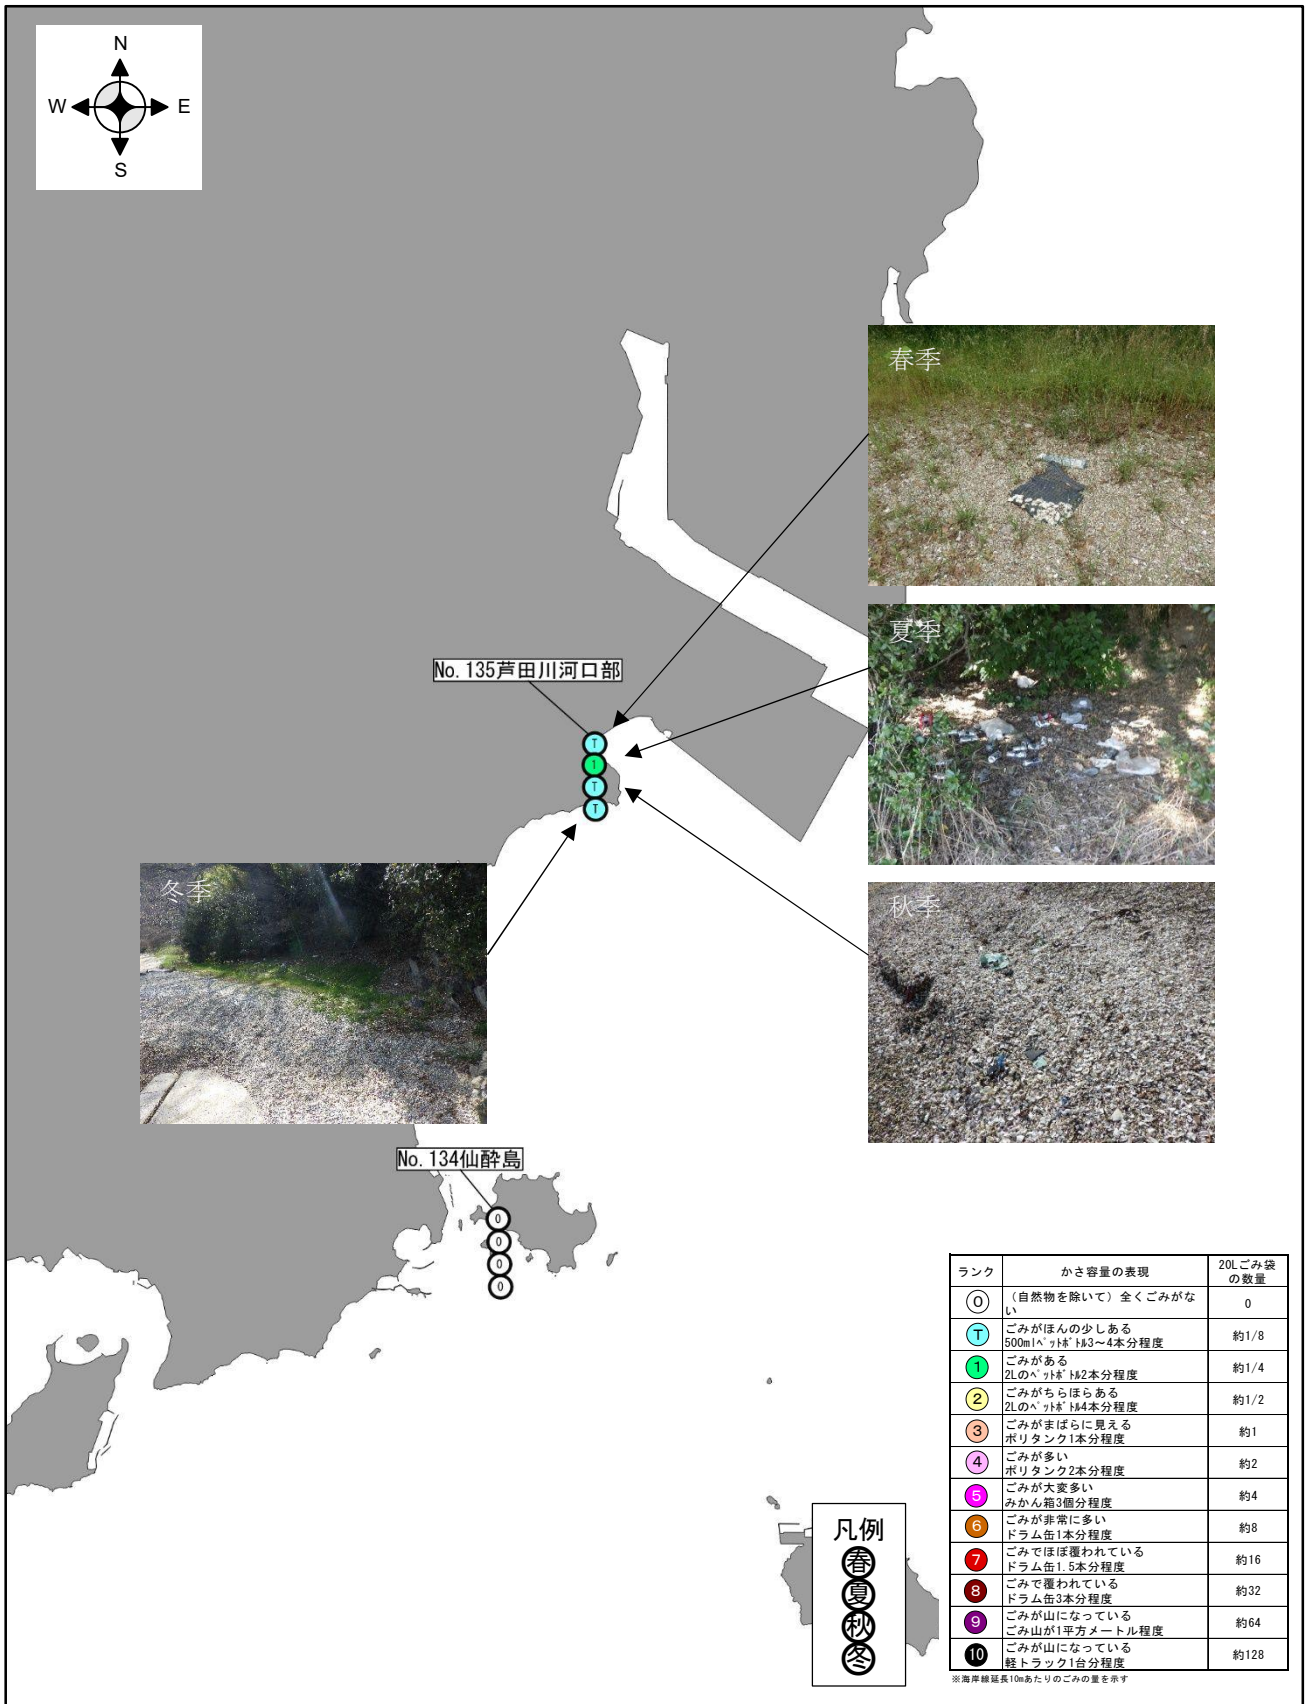 N
W E
S
春季
夏季
No. 135芦田川河口部
T
1
T
T
冬季
秋季
No. 134仙酔島
0
0
0
0
凡例
春
夏
秋
冬
ランク かさ容量の表現 20Lごみ袋
の数量
0 （自然物を除いて）全くごみがな
い 0
T ごみがほんの少しある
500mlペットボトル3～4本分程度 約1/8
1 ごみがある
2Lのペットボトル2本分程度 約1/4
2 ごみがちらほらある
2Lのペットボトル4本分程度 約1/2
3 ごみがまばらに見える
ポリタンク1本分程度 約1
4 ごみが多い
ポリタンク2本分程度 約2
5 ごみが大変多い
みかん箱3個分程度 約4
6 ごみが非常に多い
ドラム缶1本分程度 約8
7 ごみでほぼ覆われている
ドラム缶1.5本分程度 約16
8 ごみで覆われている
ドラム缶3本分程度 約32
9 ごみが山になっている
ごみ山が1平方メートル程度 約64
10 ごみが山になっている
軽トラック1台分程度 約128
※海岸線延長10mあたりのごみの量を示す